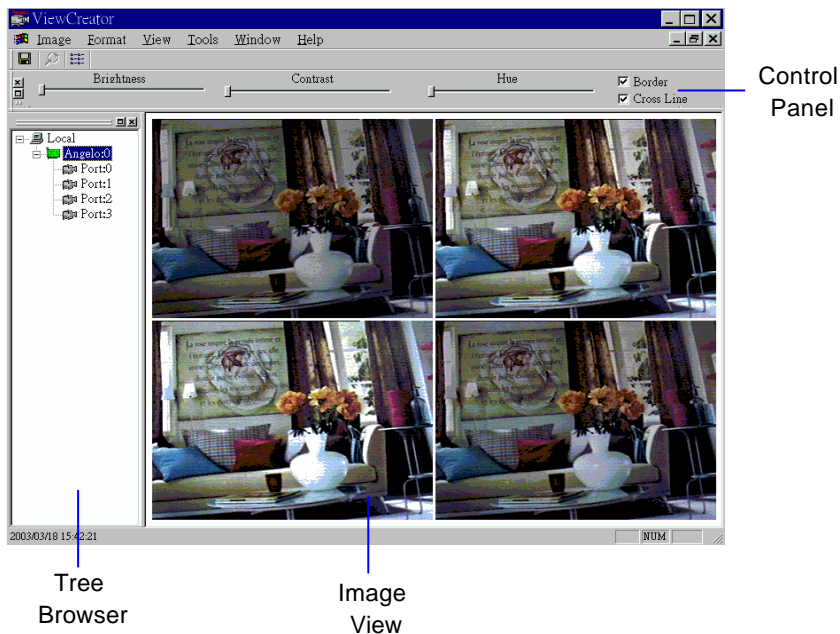 ViewCreator
Image Format View Tools Window Help
Brightness Contrast Hue
Border
Cross Line
Control
Panel
Local
Angelo:0
Port:0
Port:1
Port:2
Port:3
2003/03/18 15:42:21
NUM
Tree
Browser
Image
View